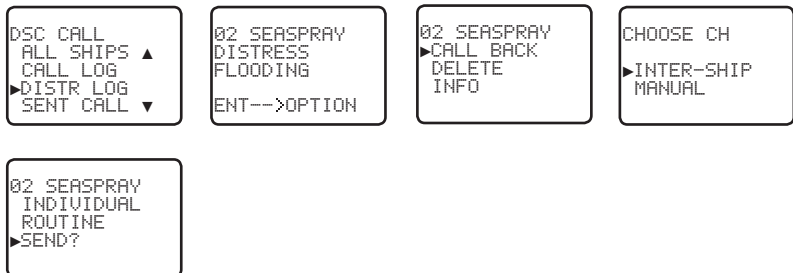 DSC CALL
ALL SHIPS ▲
CALL LOG
►DISTR LOG
SENT CALL ▼
02 SEASPRAY
DISTRESS
FLOODING
ENT-->OPTION
02 SEASPRAY
►CALL BACK
DELETE
INFO
CHOOSE CH
►INTER-SHIP
MANUAL
02 SEASPRAY
INDIVIDUAL
ROUTINE
►SEND?